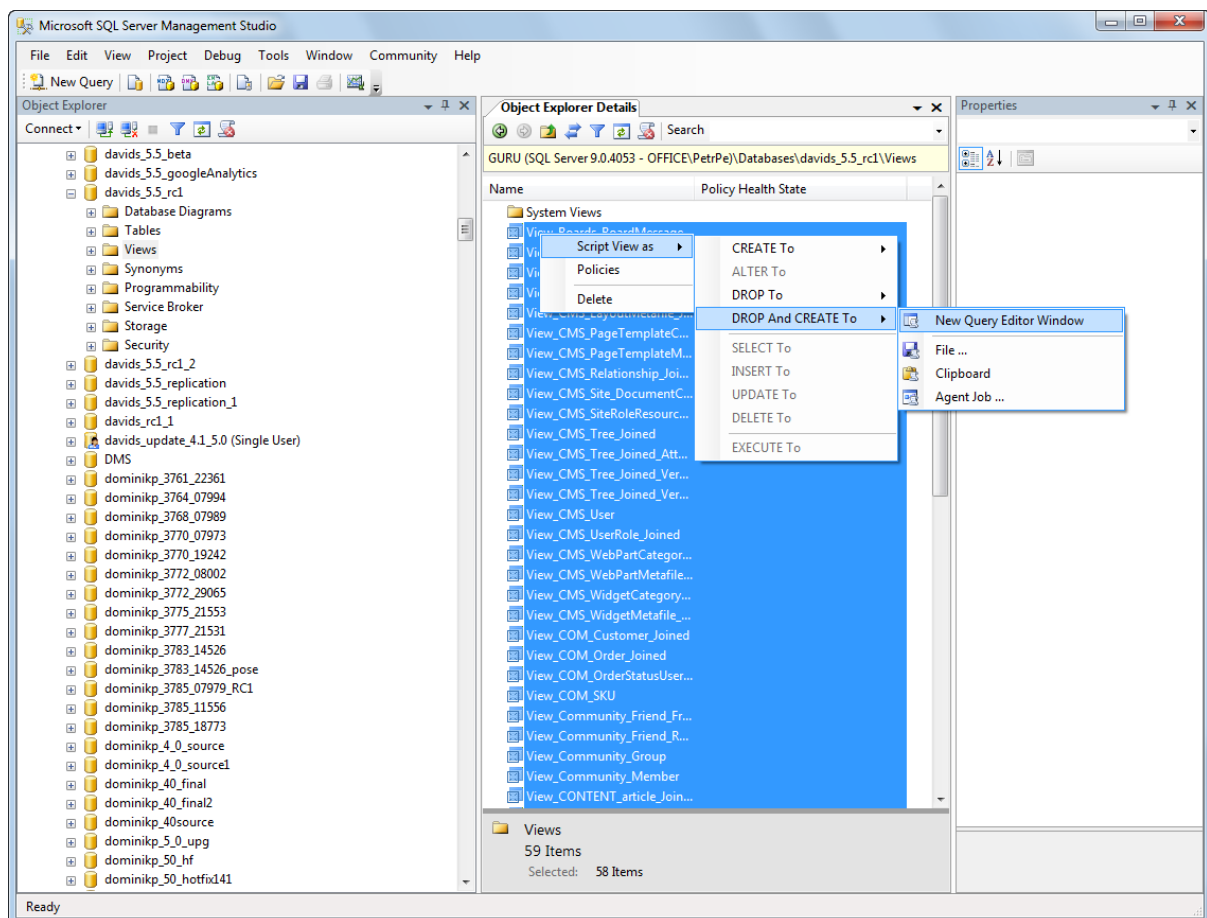 Microsoft SQL Server Management Studio
File Edit View Project Debug Tools Window Community Help
New Query
Object Explorer
Connect
davids_5.5_beta
davids_5.5_googleAnalytics
davids_5.5_rc1
Database Diagrams
Tables
Views
Synonyms
Programmability
Service Broker
Storage
Security
davids_5.5_rc1_2
davids_5.5_replication
davids_5.5_replication_1
davids_rc1_1
davids_update_4.1_5.0 (Single User)
DMS
dominikp_3761_22361
dominikp_3764_07994
dominikp_3768_07989
dominikp_3770_07973
dominikp_3770_19242
dominikp_3772_08002
dominikp_3772_29065
dominikp_3775_21553
dominikp_3777_21531
dominikp_3783_14526
dominikp_3783_14526_pose
dominikp_3785_07979_RC1
dominikp_3785_11556
dominikp_3785_18773
dominikp_4_0_source
dominikp_4_0_source1
dominikp_40_final
dominikp_40_final2
dominikp_40source
dominikp_5_0_upg
dominikp_50_hf
dominikp_50_hotfix141
Object Explorer Details
Search
GURU (SQL Server 9.0.4053 - OFFICE\PetrPe)\Databases\davids_5.5_rc1\Views
Name Policy Health State
System Views
View_Boards_BoardMessage_
View_CMS_LayoutMetafile_J...
View_CMS_PageTemplateC...
View_CMS_PageTemplateM...
View_CMS_Relationship_Joi...
View_CMS_Site_DocumentC...
View_CMS_SiteRoleResourc...
View_CMS_Tree_Joined
View_CMS_Tree_Joined_Att...
View_CMS_Tree_Joined_Ver...
View_CMS_Tree_Joined_Ver...
View_CMS_User
View_CMS_UserRole_Joined
View_CMS_WebPartCategor...
View_CMS_WebPartMetafile...
View_CMS_WidgetCategory...
View_CMS_WidgetMetafile_...
View_COM_Customer_Joined
View_COM_Order_Joined
View_COM_OrderStatusUser...
View_COM_SKU
View_Community_Friend_Fr...
View_Community_Friend_R...
View_Community_Group
View_Community_Member
View_CONTENT_article_Join...
Script View as
Policies
Delete
CREATE To
ALTER To
DROP To
DROP And CREATE To
SELECT To
INSERT To
UPDATE To
DELETE To
EXECUTE To
New Query Editor Window
File ...
Clipboard
Agent Job ...
Views
59 Items
Selected: 58 Items
Properties
Ready